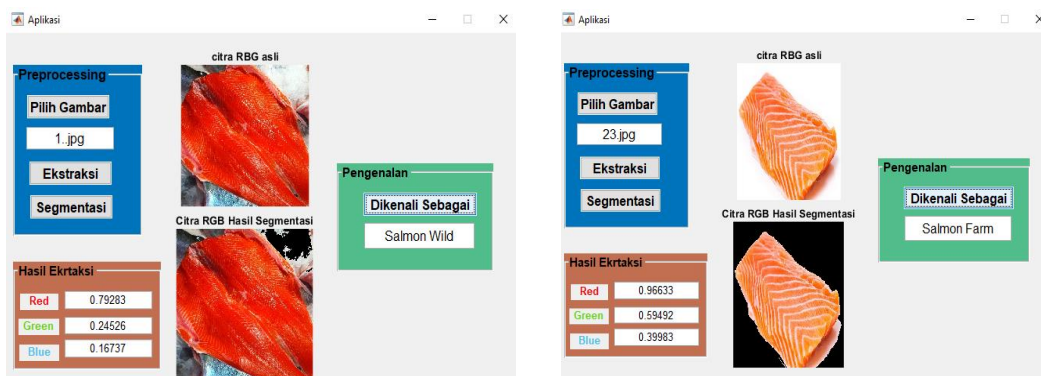 Aplikasi
citra RBG asli
Preprocessing
Pilih Gambar
1..jpg
Ekstraksi
Segmentasi
Pengenalan
Dikenali Sebagai
Salmon Wild
Citra RGB Hasil Segmentasi
Hasil Ekrtaksi
Red 0.79283
Green 0.24526
Blue 0.16737
Aplikasi
citra RBG asli
Preprocessing
Pilih Gambar
23.jpg
Ekstraksi
Segmentasi
Pengenalan
Dikenali Sebagai
Salmon Farm
Citra RGB Hasil Segmentasi
Hasil Ekrtaksi
Red 0.96633
Green 0.59492
Blue 0.39983